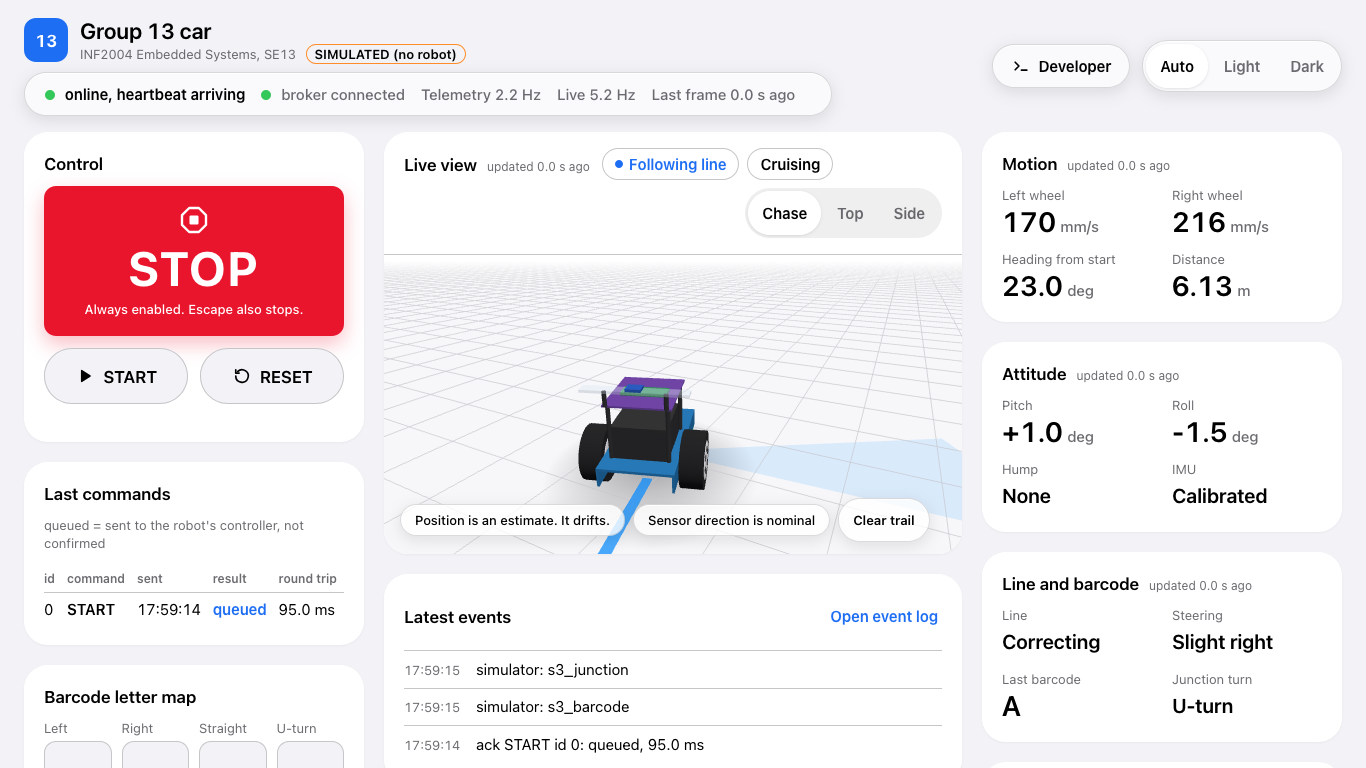 13
Group 13 car
INF2004 Embedded Systems, SE13
SIMULATED (no robot)
online, heartbeat arriving
broker connected
Telemetry 2.2 Hz
Live 5.2 Hz
Last frame 0.0 s ago
Developer
Auto
Light
Dark
Control
STOP
Always enabled. Escape also stops.
START
RESET
Last commands
queued = sent to the robot's controller, not
confirmed
id command sent result round trip
0 START 17:59:14 queued 95.0 ms
Barcode letter map
Left Right Straight U-turn
Live view updated 0.0 s ago
Following line
Cruising
Chase
Top
Side
Position is an estimate. It drifts.
Sensor direction is nominal
Clear trail
Latest events
Open event log
17:59:15 simulator: s3_junction
17:59:15 simulator: s3_barcode
17:59:14 ack START id 0: queued, 95.0 ms
Motion updated 0.0 s ago
Left wheel Right wheel
170 mm/s 216 mm/s
Heading from start Distance
23.0 deg 6.13 m
Attitude updated 0.0 s ago
Pitch Roll
+1.0 deg -1.5 deg
Hump IMU
None Calibrated
Line and barcode updated 0.0 s ago
Line Steering
Correcting Slight right
Last barcode Junction turn
A U-turn